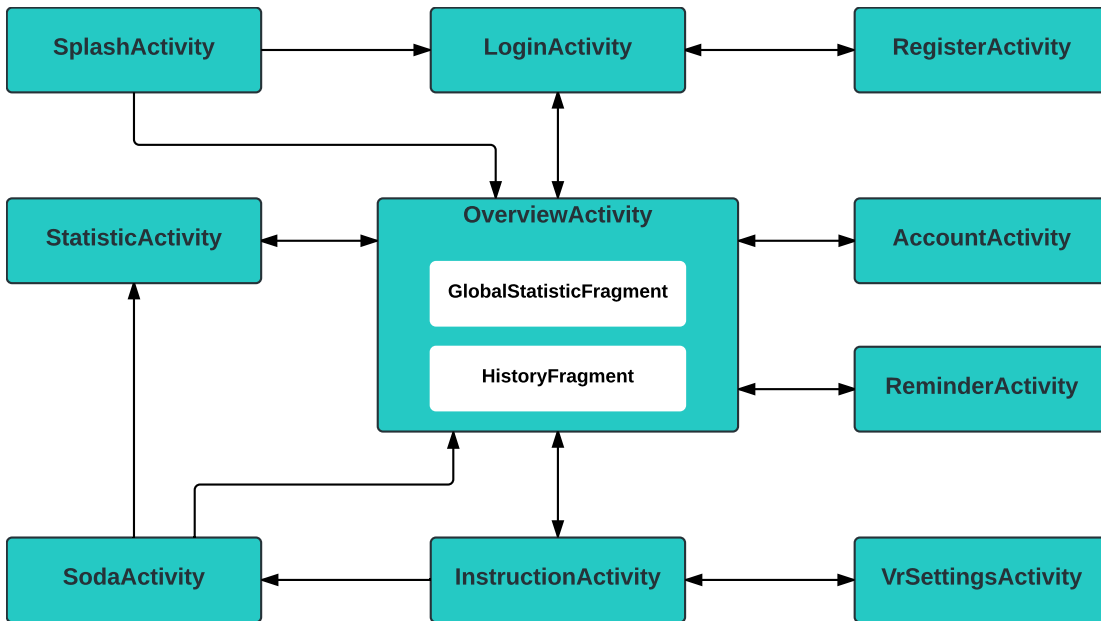 SplashActivity
LoginActivity
RegisterActivity
StatisticActivity
OverviewActivity
AccountActivity
GlobalStatisticFragment
HistoryFragment
ReminderActivity
SodaActivity
InstructionActivity
VrSettingsActivity